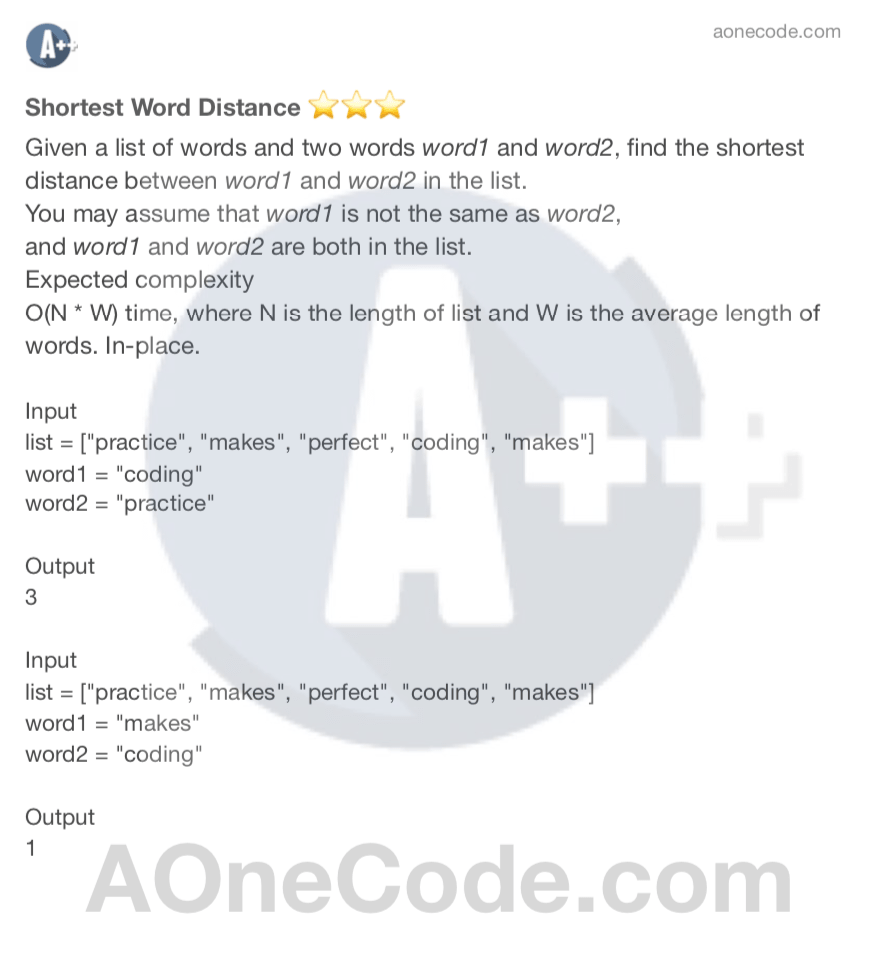 A++
aonecode.com
Shortest Word Distance ⭐⭐⭐
Given a list of words and two words word1 and word2, find the shortest
distance between word1 and word2 in the list.
You may assume that word1 is not the same as word2,
and word1 and word2 are both in the list.
Expected complexity
O(N * W) time, where N is the length of list and W is the average length of
words. In-place.
Input
list = ["practice", "makes", "perfect", "coding", "makes"]
word1 = "coding"
word2 = "practice"
Output
3
Input
list = ["practice", "makes", "perfect", "coding", "makes"]
word1 = "makes"
word2 = "coding"
Output
1
A++
AOneCode.com